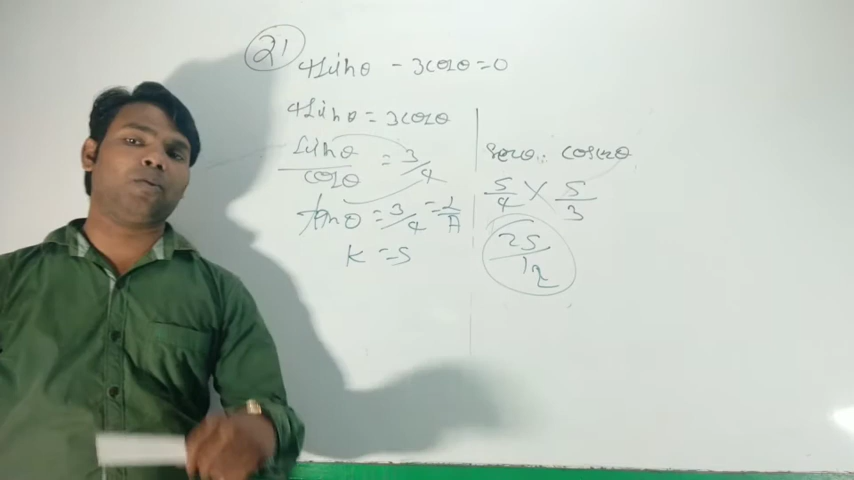 21
4sinθ - 3cosθ = 0
4sinθ = 3cosθ
sinθ/cosθ = 3/4
tanθ = 3/4 = L/A
K = 5
secθ · cosecθ
5/4 × 5/3
25/12